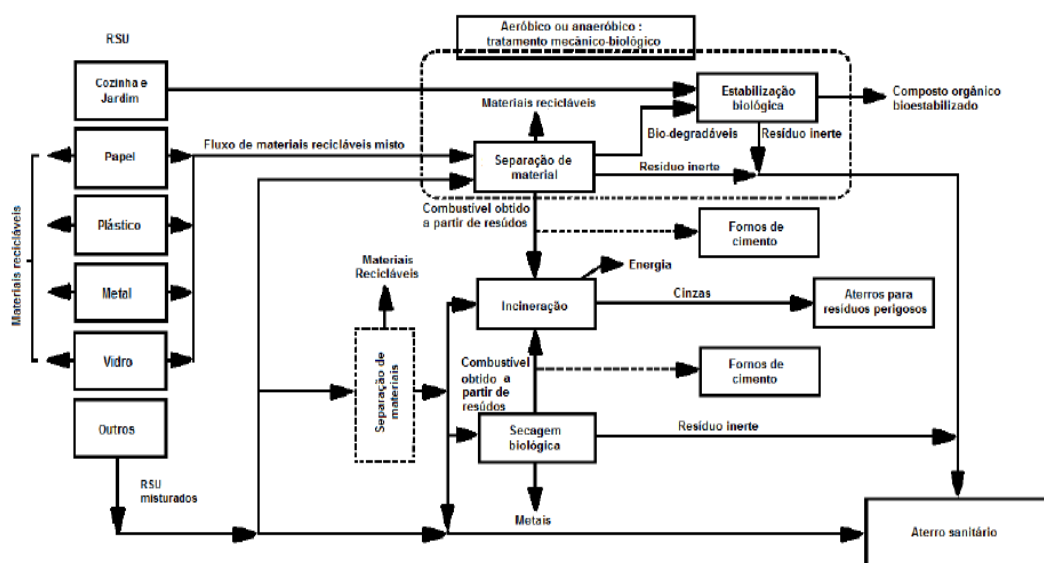 Aeróbico ou anaeróbico :
tratamento mecânico-biológico
RSU
Cozinha e
Jardim
Materiais recicláveis
Estabilização
biológica
Composto orgânico
bioestabilizado
Bio-degradáveis
Resíduo inerte
Papel
Fluxo de materiais recicláveis misto
Separação de
material
Resíduo inerte
Materiais recicláveis
Plástico
Combustível obtido
a partir de resúdos
Fornos de
cimento
Materiais
Recicláveis
Energia
Metal
Incineração
Cinzas
Aterros para
resíduos perigosos
Vidro
Separação de
materiais
Combustível
obtido a
partir de
resúdos
Fornos de
cimento
Outros
Secagem
biológica
Resíduo inerte
RSU
misturados
Metais
Aterro sanitário